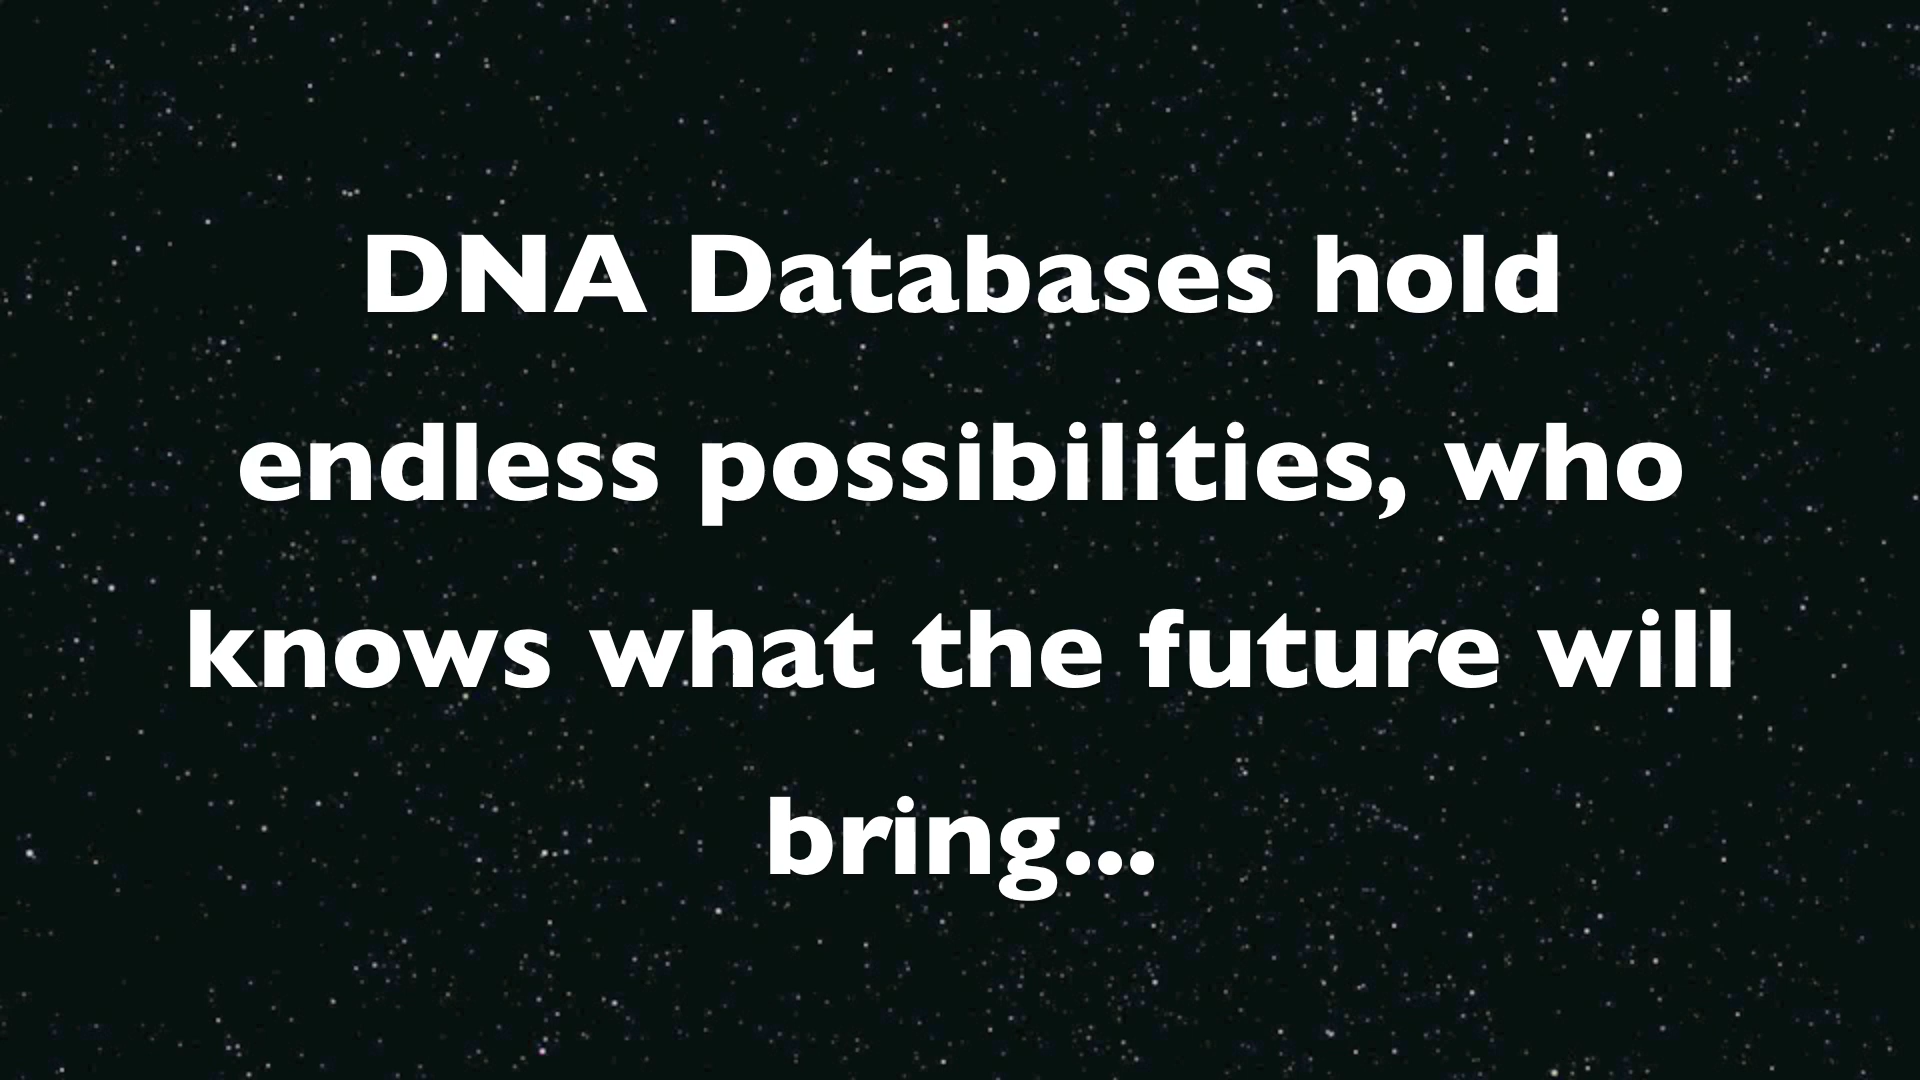 DNA Databases hold
endless possibilities, who
knows what the future will
bring...